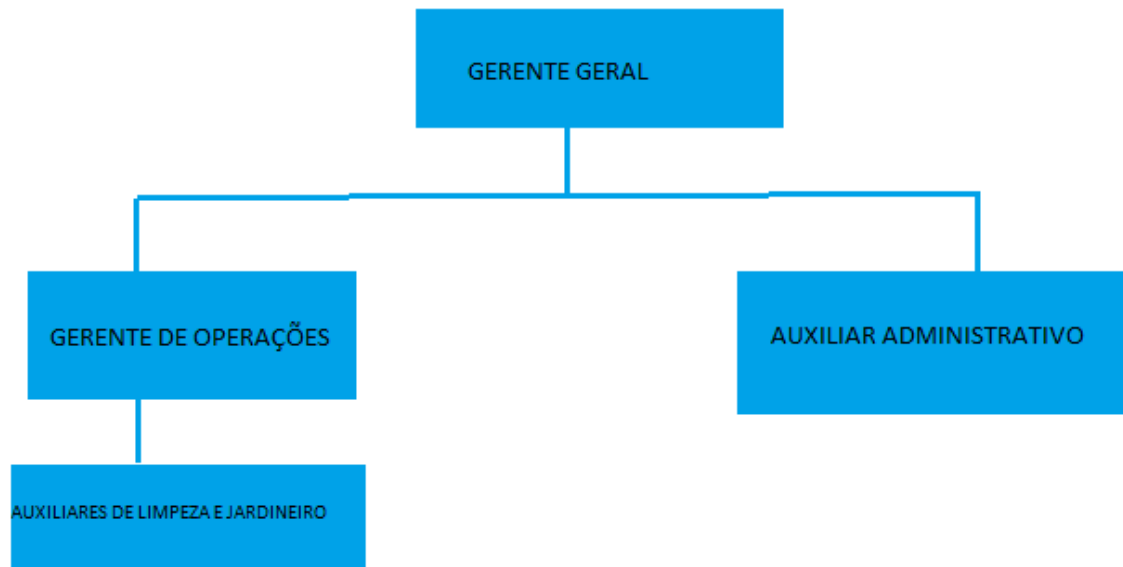 GERENTE GERAL
GERENTE DE OPERAÇÕES
AUXILIAR ADMINISTRATIVO
AUXILIARES DE LIMPEZA E JARDINEIRO